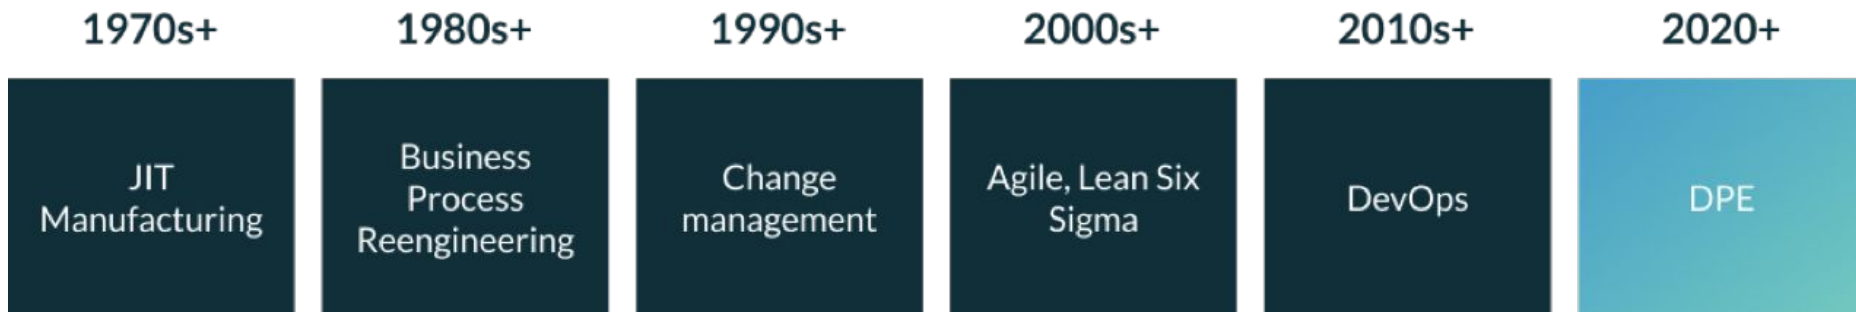 1970s+
1980s+
1990s+
2000s+
2010s+
2020+
JIT
Manufacturing
Business
Process
Reengineering
Change
management
Agile, Lean Six
Sigma
DevOps
DPE